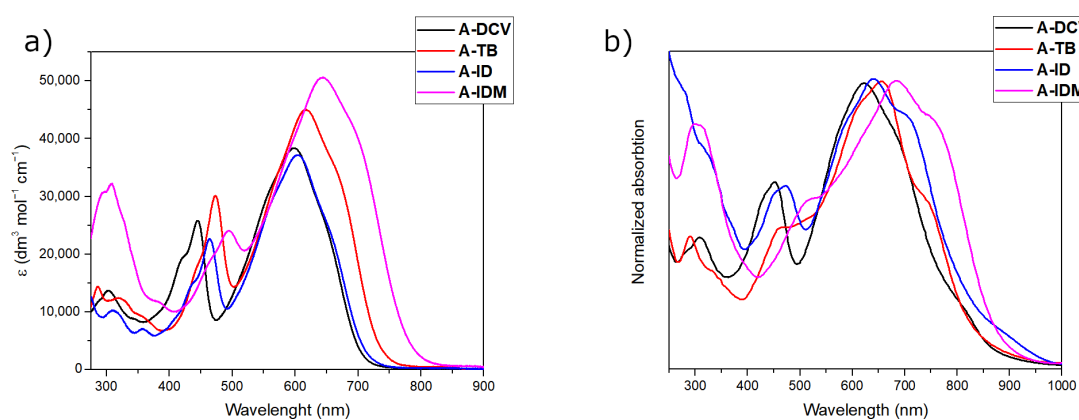 a)
A-DCV
A-TB
A-ID
A-IDM
ε (dm³ mol⁻¹ cm⁻¹)
50,000
40,000
30,000
20,000
10,000
0
300 400 500 600 700 800 900
Wavelenght (nm)
b)
A-DCV
A-TB
A-ID
A-IDM
Normalized absorption
300 400 500 600 700 800 900 1000
Wavelength (nm)